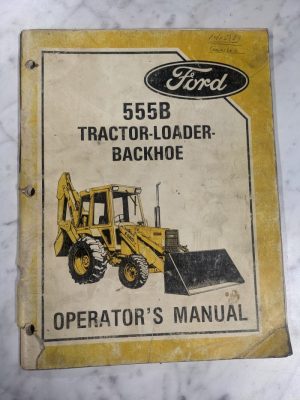 Ford
555B
TRACTOR-LOADER-
BACKHOE
OPERATOR'S MANUAL